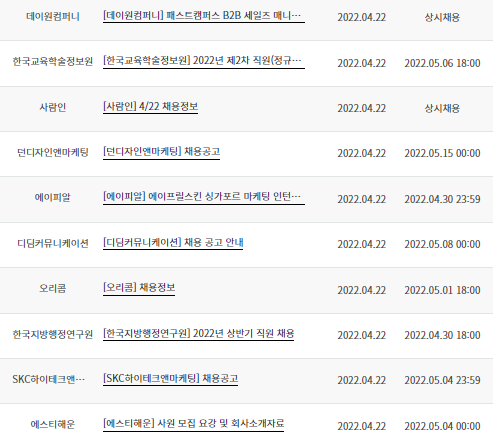 데이원컴퍼니 [데이원컴퍼니] 패스트캠퍼스 B2B 세일즈 매니… 2022.04.22 상시채용
한국교육학술정보원 [한국교육학술정보원] 2022년 제2차 직원(정규… 2022.04.22 2022.05.06 18:00
사람인 [사람인] 4/22 채용정보 2022.04.22 상시채용
던디자인앤마케팅 [던디자인앤마케팅] 채용공고 2022.04.22 2022.05.15 00:00
에이피알 [에이피알] 에이프릴스킨 싱가포르 마케팅 인턴… 2022.04.22 2022.04.30 23:59
디딤커뮤니케이션 [디딤커뮤니케이션] 채용 공고 안내 2022.04.22 2022.05.08 00:00
오리콤 [오리콤] 채용정보 2022.04.22 2022.05.01 18:00
한국지방행정연구원 [한국지방행정연구원] 2022년 상반기 직원 채용 2022.04.22 2022.04.30 18:00
SKC하이테크앤… [SKC하이테크앤마케팅] 채용공고 2022.04.22 2022.05.04 23:59
에스티해운 [에스티해운] 사원 모집 요강 및 회사소개자료 2022.04.22 2022.05.04 00:00